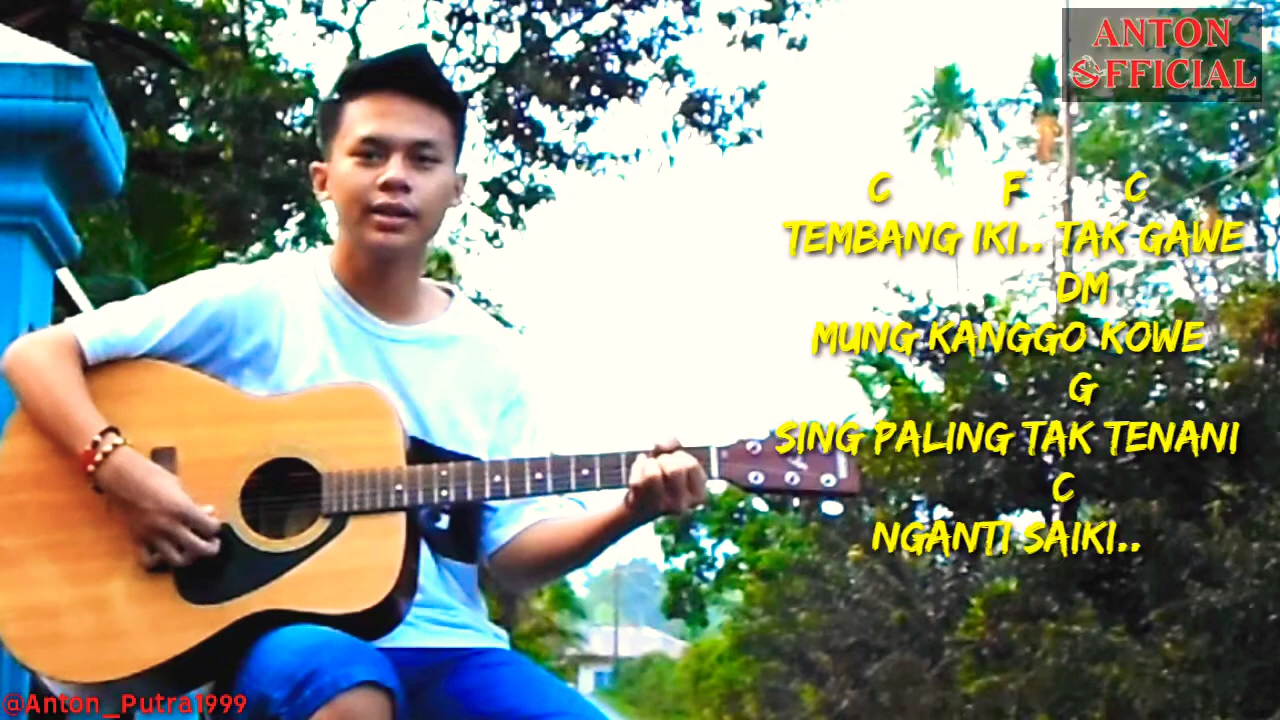 ANTON
OFFICIAL
C F C
TEMBANG IKI.. TAK GAWE
DM
MUNG KANGGO KOWE
G
SING PALING TAK TENANI
C
NGANTI SAIKI..
@Anton_Putra1999